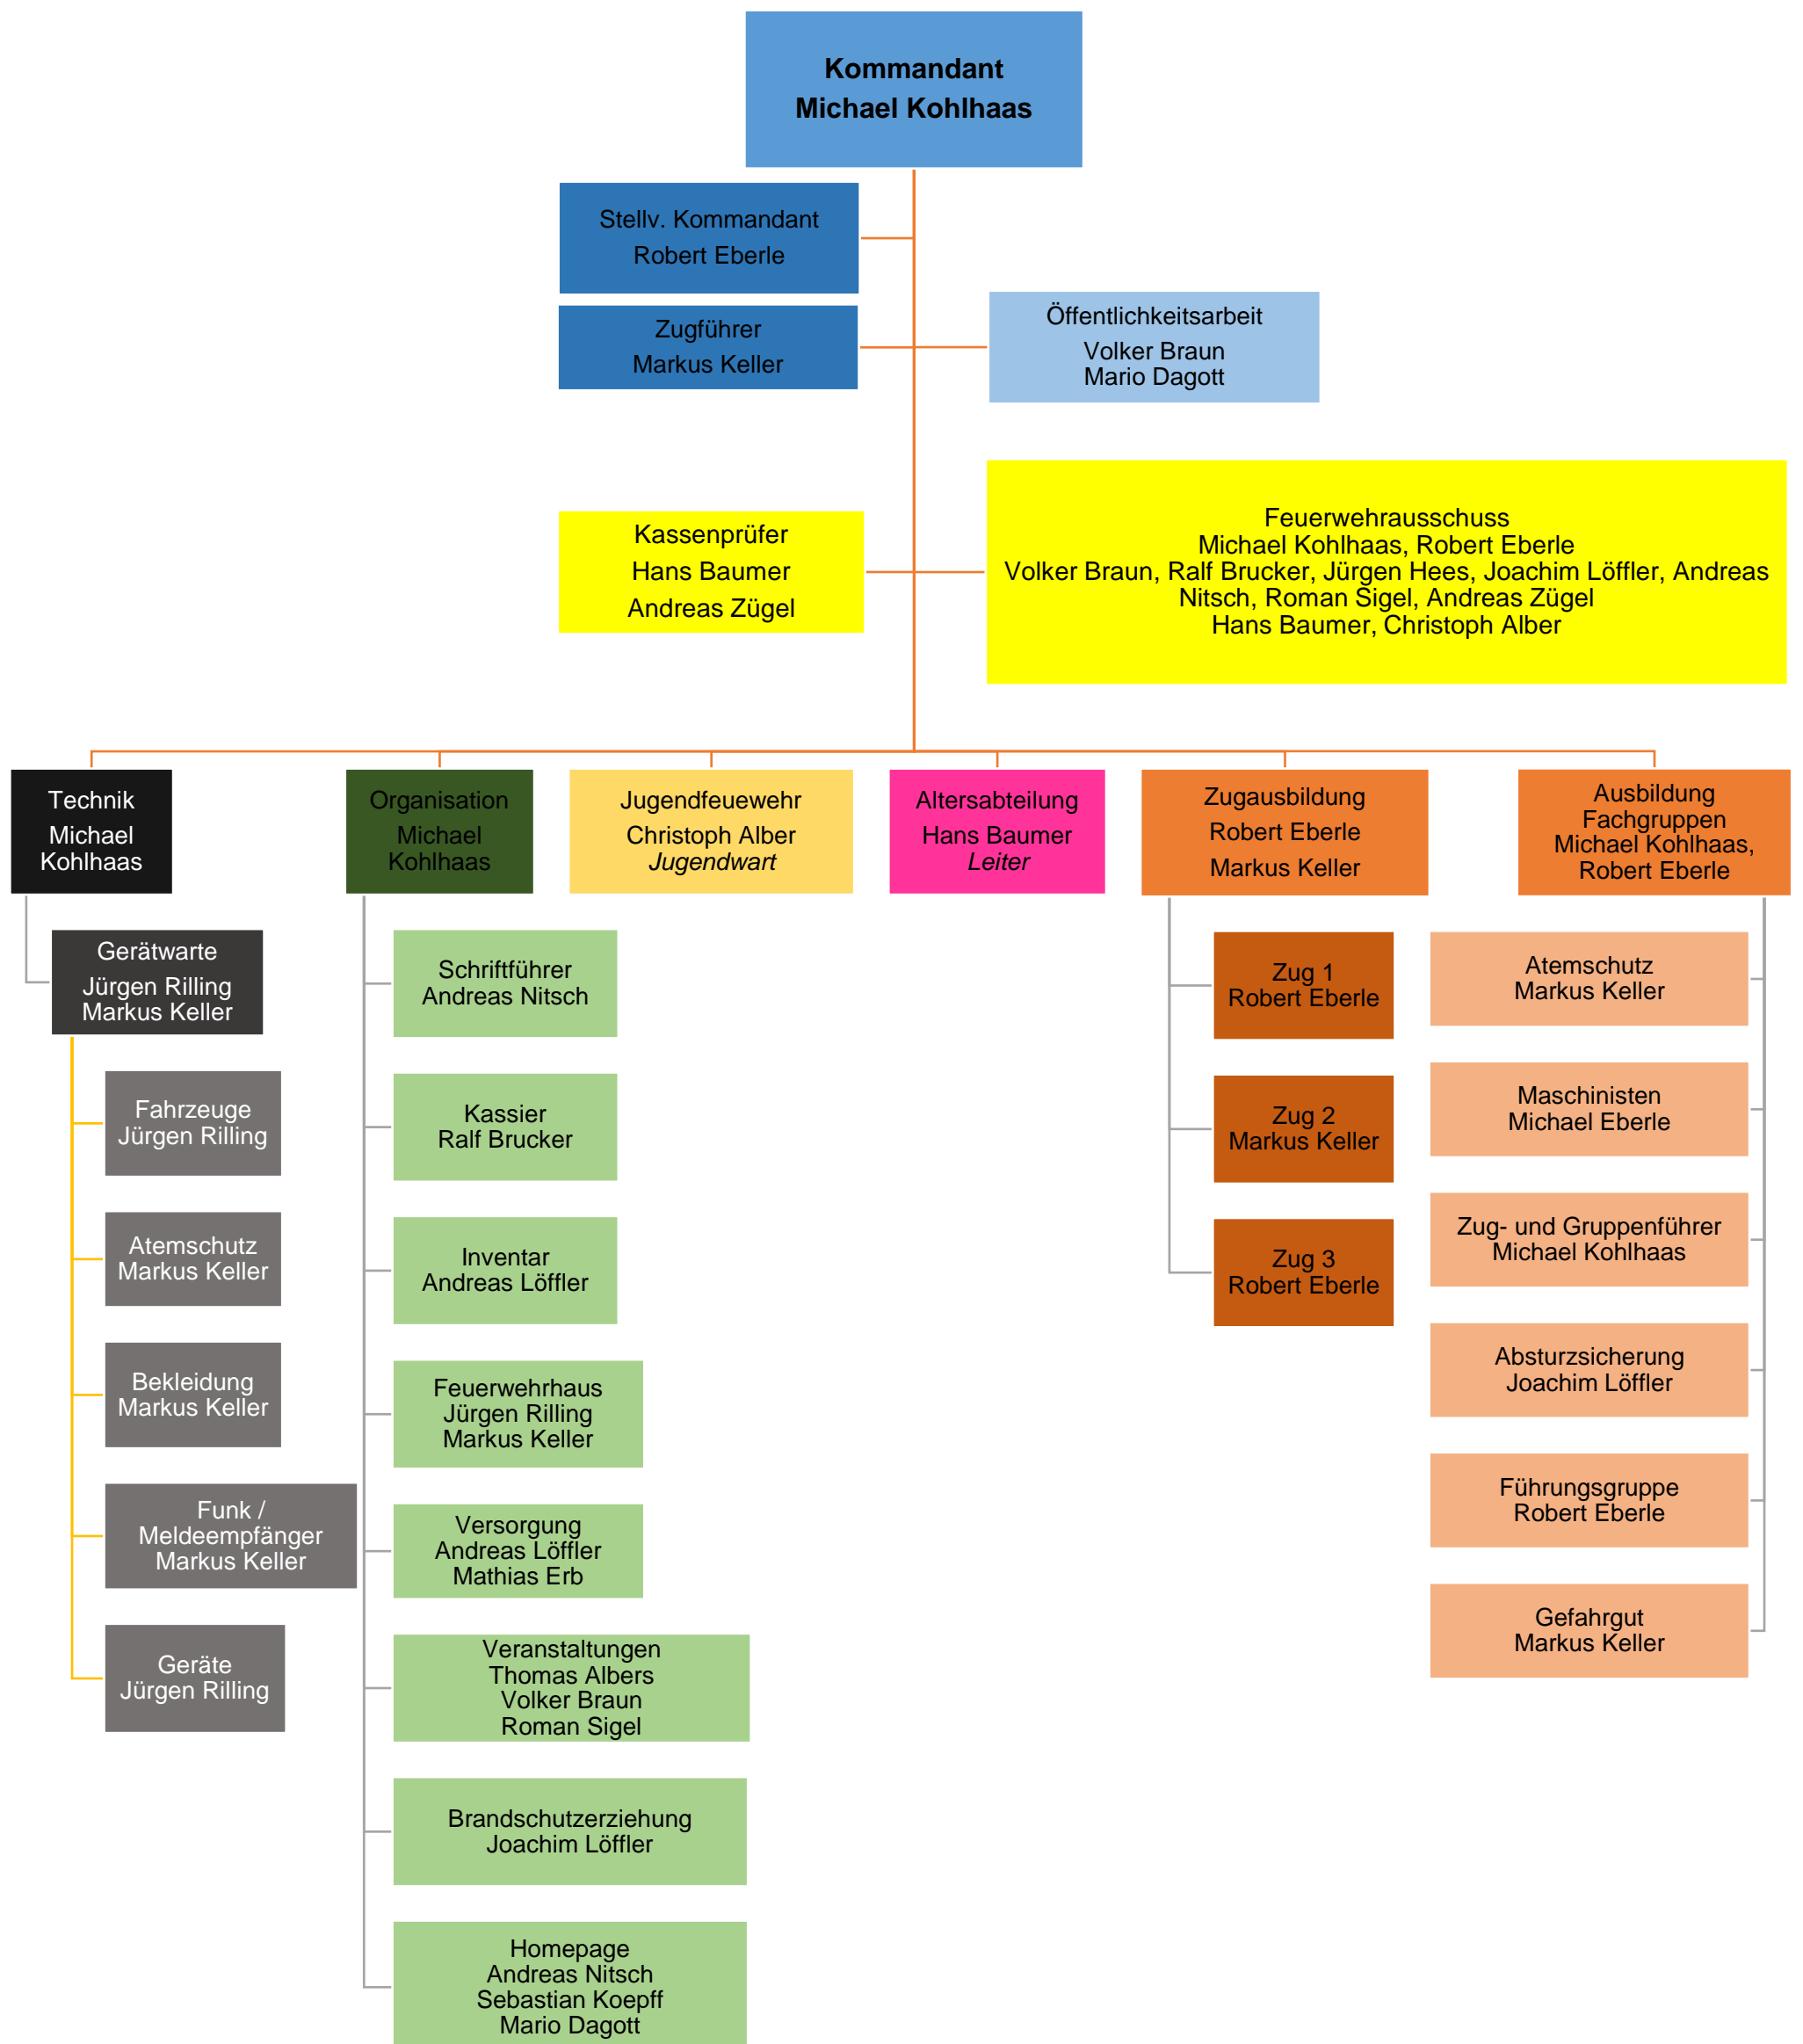 Kommandant
Michael Kohlhaas
Stellv. Kommandant
Robert Eberle
Zugführer
Markus Keller
Öffentlichkeitsarbeit
Volker Braun
Mario Dagott
Kassenprüfer
Hans Baumer
Andreas Zügel
Feuerwehrausschuss
Michael Kohlhaas, Robert Eberle
Volker Braun, Ralf Brucker, Jürgen Hees, Joachim Löffler, Andreas
Nitsch, Roman Sigel, Andreas Zügel
Hans Baumer, Christoph Alber
Technik
Michael
Kohlhaas
Gerätwarte
Jürgen Rilling
Markus Keller
Fahrzeuge
Jürgen Rilling
Atemschutz
Markus Keller
Bekleidung
Markus Keller
Funk /
Meldeempfänger
Markus Keller
Geräte
Jürgen Rilling
Organisation
Michael
Kohlhaas
Schriftführer
Andreas Nitsch
Kassier
Ralf Brucker
Inventar
Andreas Löffler
Feuerwehrhaus
Jürgen Rilling
Markus Keller
Versorgung
Andreas Löffler
Mathias Erb
Veranstaltungen
Thomas Albers
Volker Braun
Roman Sigel
Brandschutzerziehung
Joachim Löffler
Homepage
Andreas Nitsch
Sebastian Koepff
Mario Dagott
Jugendfeuewehr
Christoph Alber
Jugendwart
Altersabteilung
Hans Baumer
Leiter
Zugausbildung
Robert Eberle
Markus Keller
Zug 1
Robert Eberle
Zug 2
Markus Keller
Zug 3
Robert Eberle
Ausbildung
Fachgruppen
Michael Kohlhaas,
Robert Eberle
Atemschutz
Markus Keller
Maschinisten
Michael Eberle
Zug- und Gruppenführer
Michael Kohlhaas
Absturzsicherung
Joachim Löffler
Führungsgruppe
Robert Eberle
Gefahrgut
Markus Keller